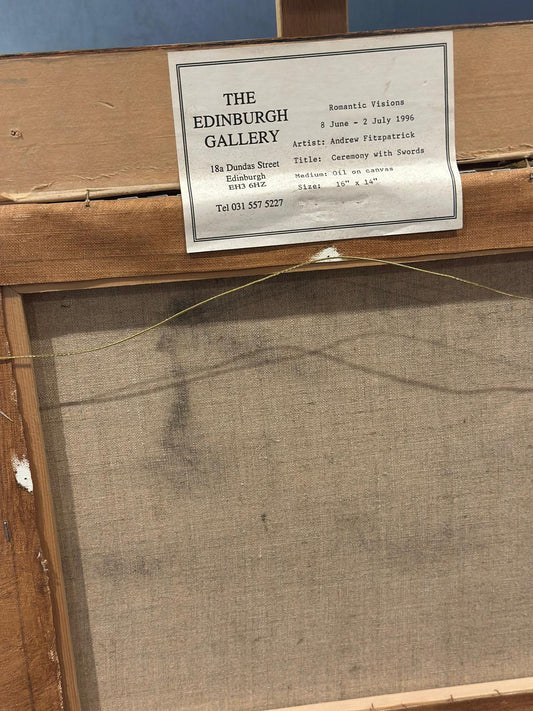 THE
EDINBURGH
GALLERY
18a Dundas Street
Edinburgh
EH3 6HZ
Tel 031 557 5227
Romantic Visions
8 June - 2 July 1996
Artist: Andrew Fitzpatrick
Title: Ceremony with Swords
Medium: Oil on canvas
Size: 16" x 14"